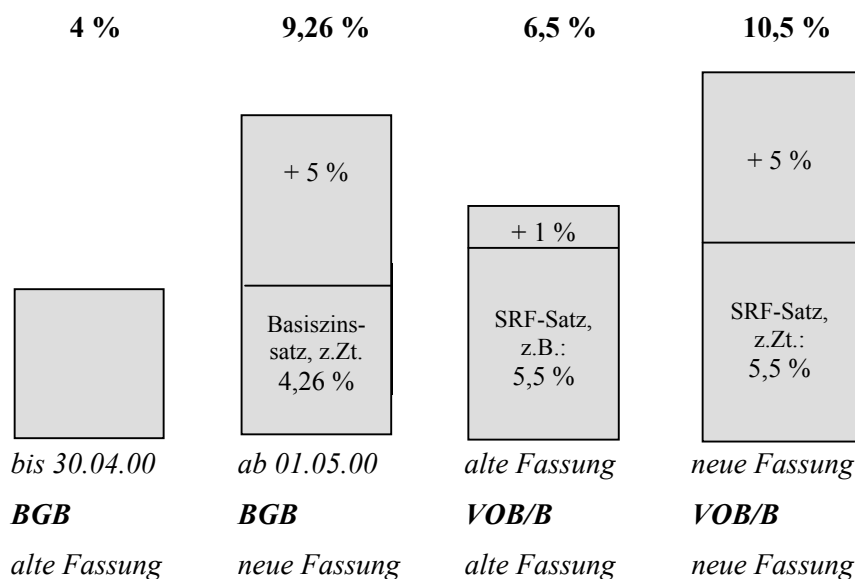 4 %
9,26 %
6,5 %
10,5 %
+ 5 %
Basiszins-
satz, z.Zt.
4,26 %
+ 1 %
SRF-Satz,
z.B.:
5,5 %
+ 5 %
SRF-Satz,
z.Zt.:
5,5 %
bis 30.04.00
ab 01.05.00
alte Fassung
neue Fassung
BGB
BGB
VOB/B
VOB/B
alte Fassung
neue Fassung
alte Fassung
neue Fassung